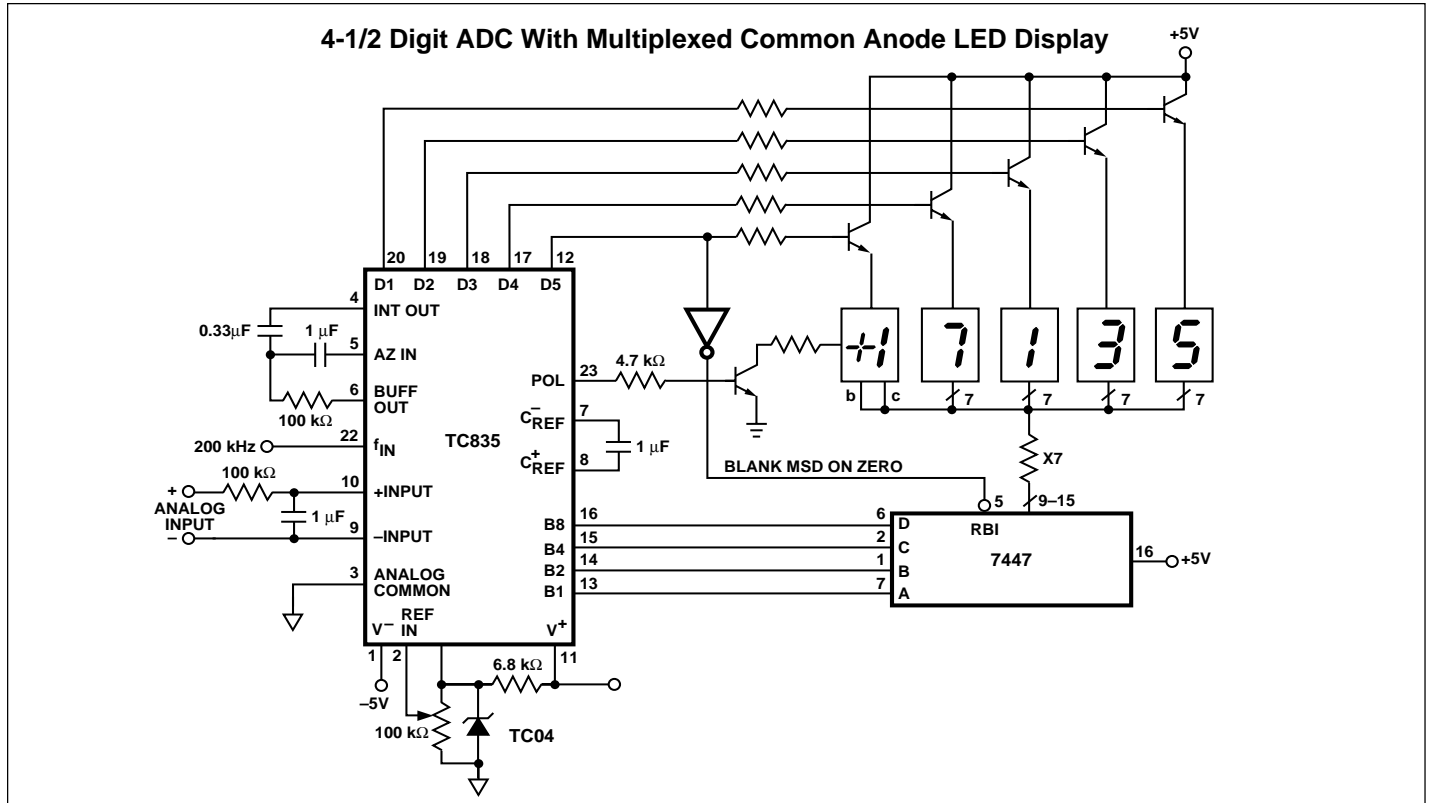 4-1/2 Digit ADC With Multiplexed Common Anode LED Display
+5V
20
19
18
17
12
D1
D2
D3
D4
D5
4
INT OUT
0.33µF
1 µF
5
AZ IN
6
BUFF
OUT
100 kΩ
22
fIN
200 kHz
100 kΩ
10
+INPUT
+
ANALOG
INPUT
–
1 µF
9
–INPUT
3
ANALOG
COMMON
REF
IN
V–
V+
1
2
11
–5V
6.8 kΩ
100 kΩ
TC04
TC835
POL
23
4.7 kΩ
7
C–REF
C+REF
8
1 µF
B8
16
B4
15
B2
14
B1
13
+1
7
1
3
5
b
c
7
7
7
7
X7
BLANK MSD ON ZERO
5
9–15
RBI
7447
6
D
2
C
1
B
7
A
16
+5V